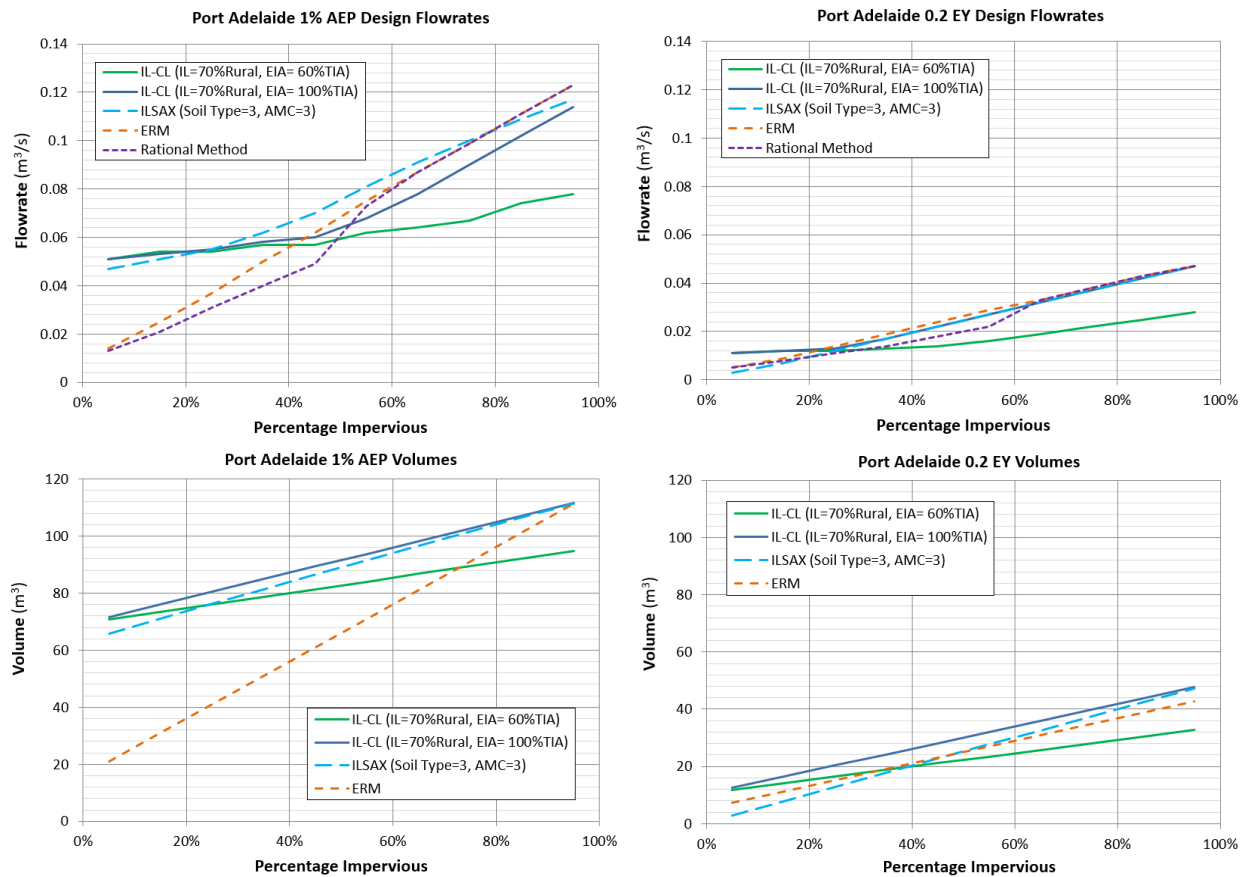 Port Adelaide 1% AEP Design Flowrates
0.14
0.12
0.1
0.08
0.06
0.04
0.02
0
Flowrate (m³/s)
IL-CL (IL=70%Rural, EIA= 60%TIA)
IL-CL (IL=70%Rural, EIA= 100%TIA)
ILSAX (Soil Type=3, AMC=3)
ERM
Rational Method
0% 20% 40% 60% 80% 100%
Percentage Impervious
Port Adelaide 0.2 EY Design Flowrates
0.14
0.12
0.1
0.08
0.06
0.04
0.02
0
Flowrate (m³/s)
IL-CL (IL=70%Rural, EIA= 60%TIA)
IL-CL (IL=70%Rural, EIA= 100%TIA)
ILSAX (Soil Type=3, AMC=3)
ERM
Rational Method
0% 20% 40% 60% 80% 100%
Percentage Impervious
Port Adelaide 1% AEP Volumes
120
100
80
60
40
20
0
Volume (m³)
IL-CL (IL=70%Rural, EIA= 60%TIA)
IL-CL (IL=70%Rural, EIA= 100%TIA)
ILSAX (Soil Type=3, AMC=3)
ERM
0% 20% 40% 60% 80% 100%
Percentage Impervious
Port Adelaide 0.2 EY Volumes
120
100
80
60
40
20
0
Volume (m³)
IL-CL (IL=70%Rural, EIA= 60%TIA)
IL-CL (IL=70%Rural, EIA= 100%TIA)
ILSAX (Soil Type=3, AMC=3)
ERM
0% 20% 40% 60% 80% 100%
Percentage Impervious